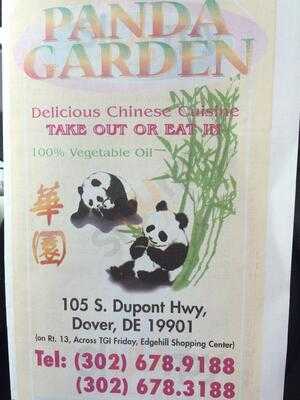 PANDA
GARDEN
Delicious Chinese Cuisine
TAKE OUT OR EAT IN
100% Vegetable Oil
華
園
105 S. Dupont Hwy,
Dover, DE 19901
(on Rt. 13, Across TGI Friday, Edgehill Shopping Center)
Tel: (302) 678.9188
(302) 678.3188